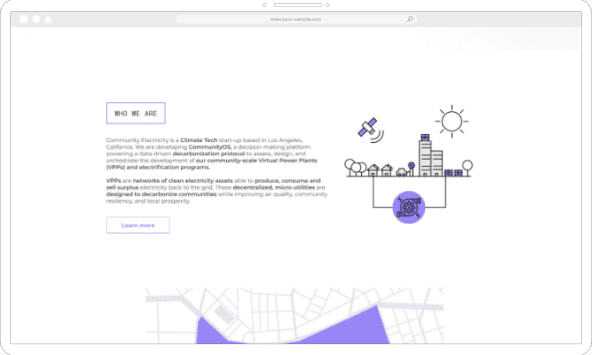 www.your-website.com
WHO WE ARE
Community Electricity is a Climate Tech start-up based in Los Angeles,
California. We are developing CommunityOS, a decision-making platform
powering a data-driven decarbonization protocol to assess, design, and
orchestrate the development of our community-scale Virtual Power Plants
(VPPs) and electrification programs.
VPPs are networks of clean electricity assets able to produce, consume and
sell surplus electricity back to the grid. These decentralized, micro-utilities are
designed to decarbonize communities while improving air quality, community
resiliency, and local prosperity.
Learn more